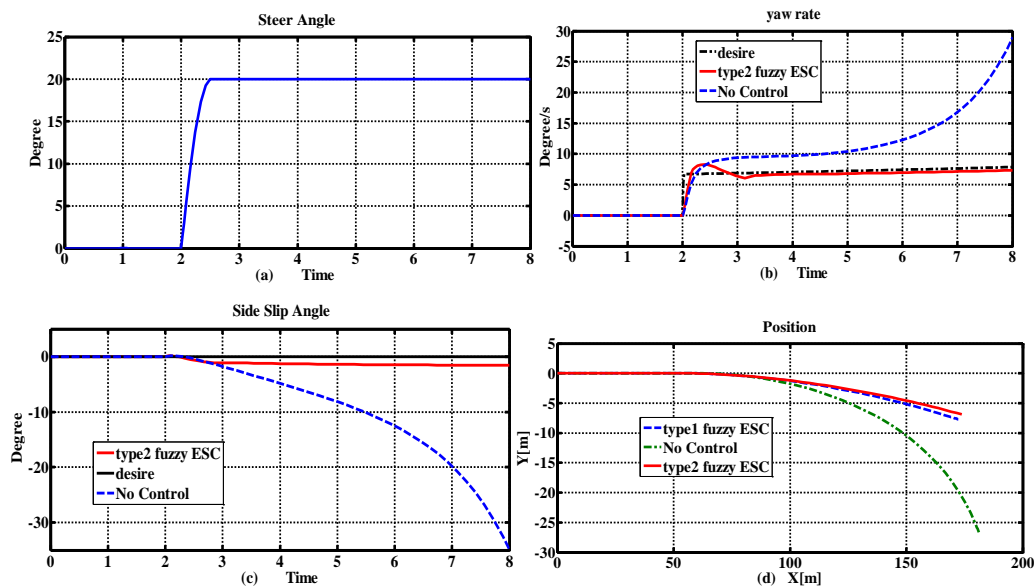 Steer Angle
25
20
15
10
5
0
Degree
0 1 2 3 4 5 6 7 8
(a) Time
yaw rate
30
25
20
15
10
5
0
-5
Degree/s
desire
type2 fuzzy ESC
No Control
0 1 2 3 4 5 6 7 8
(b) Time
Side Slip Angle
0
-10
-20
-30
Degree
type2 fuzzy ESC
desire
No Control
0 1 2 3 4 5 6 7 8
(c) Time
Position
5
0
-5
-10
-15
-20
-25
-30
Y[m]
type1 fuzzy ESC
No Control
type2 fuzzy ESC
0 50 100 150 200
(d) X[m]